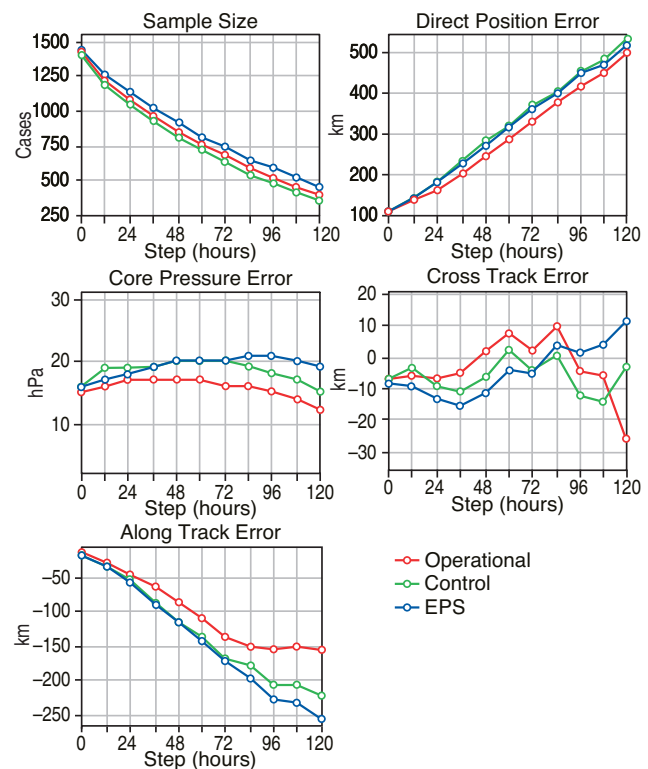 Sample Size
1500
1250
1000
750
500
250
Cases
0 24 48 72 96 120
Step (hours)
Direct Position Error
500
400
300
200
100
km
0 24 48 72 96 120
Step (hours)
Core Pressure Error
30
20
10
hPa
0 24 48 72 96 120
Step (hours)
Cross Track Error
20
10
0
−10
−20
−30
km
0 24 48 72 96 120
Step (hours)
Along Track Error
−50
−100
−150
−200
−250
km
0 24 48 72 96 120
Step (hours)
Operational
Control
EPS